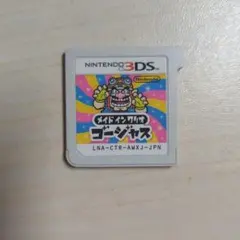 NINTENDO 3DS
Nintendo
メイド イン ワリオ
ゴージャス
LNA-CTR-AWXJ-JPN